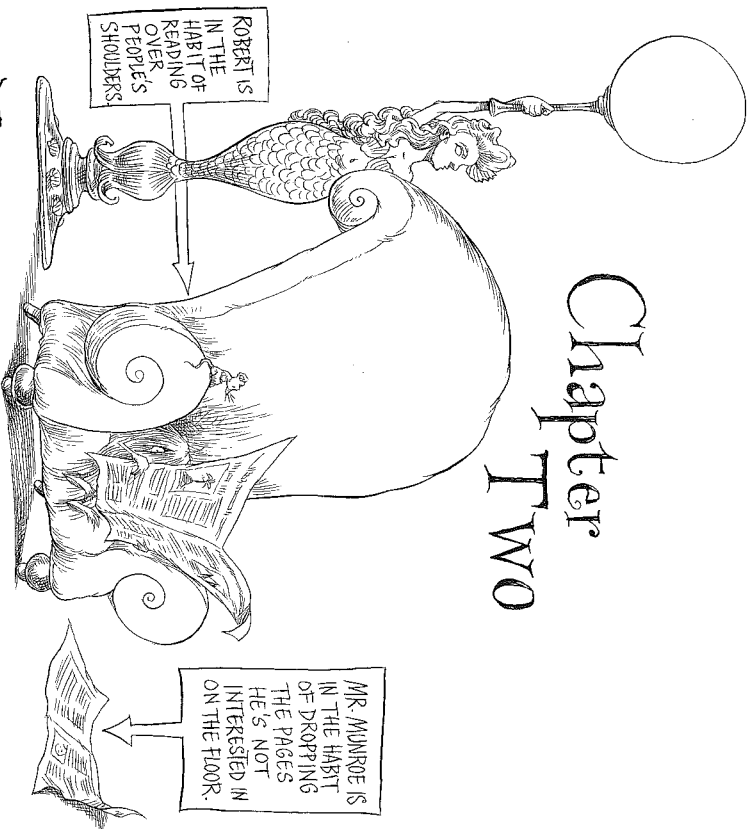 Chapter
Two
ROBERT IS
IN THE
HABIT OF
READING
OVER
PEOPLE'S
SHOULDERS.
MR. MUNROE IS
IN THE HABIT
OF DROPPING
THE PAGES
HE'S NOT
INTERESTED IN
ON THE FLOOR.